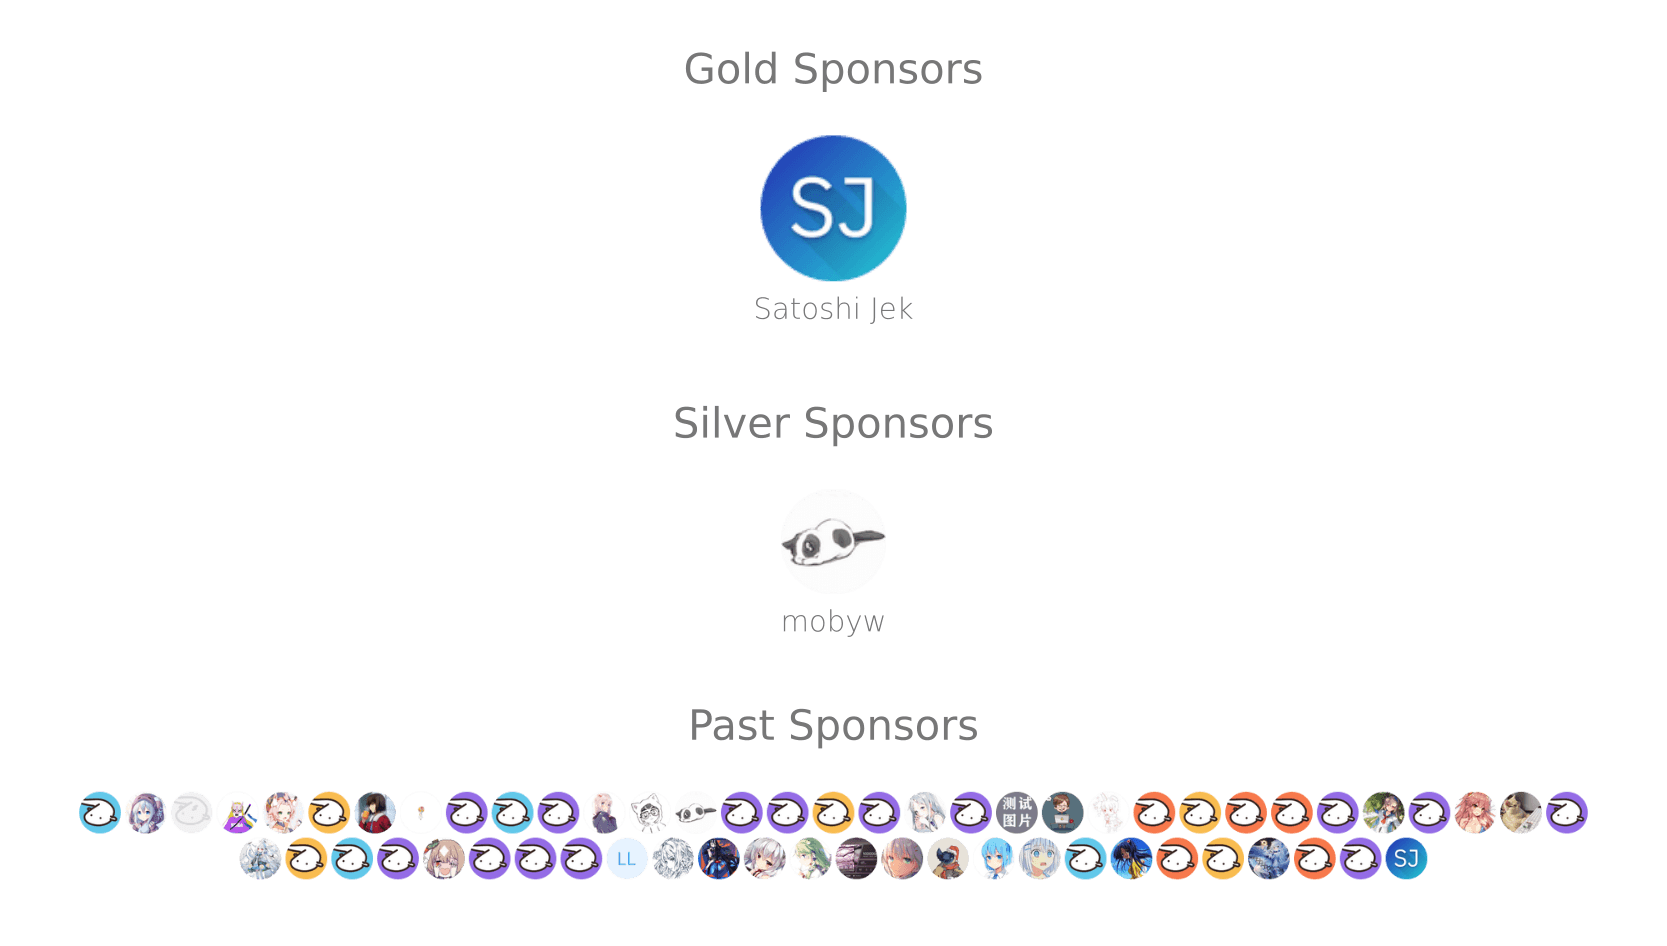 Gold Sponsors
SJ
Satoshi Jek
Silver Sponsors
mobyw
Past Sponsors
测试
图片
LL
SJ